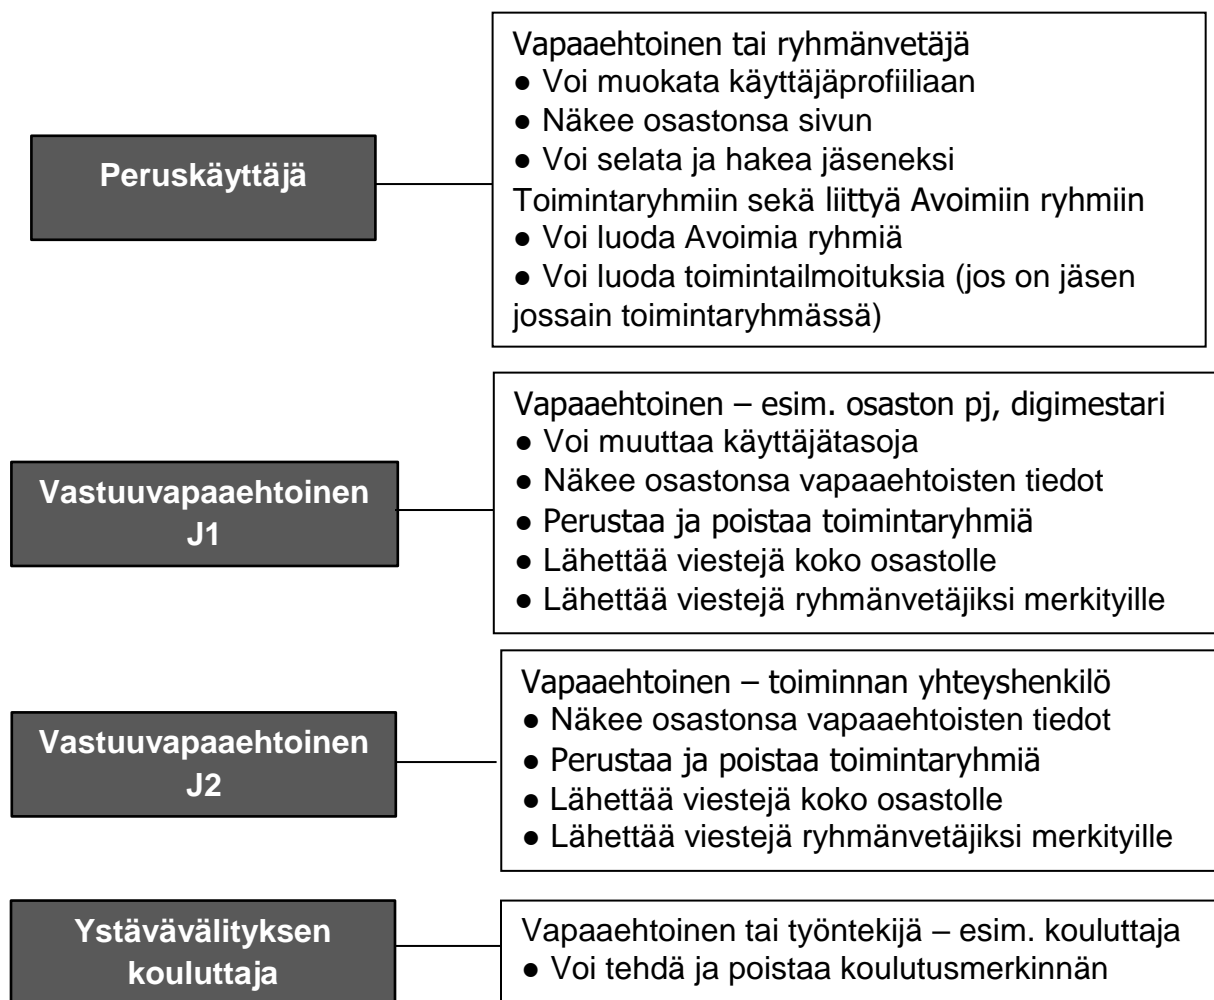 Peruskäyttäjä
Vapaaehtoinen tai ryhmänvetäjä
● Voi muokata käyttäjäprofiiliaan
● Näkee osastonsa sivun
● Voi selata ja hakea jäseneksi
Toimintaryhmiin sekä liittyä Avoimiin ryhmiin
● Voi luoda Avoimia ryhmiä
● Voi luoda toimintailmoituksia (jos on jäsen
jossain toimintaryhmässä)
Vastuuvapaaehtoinen
J1
Vapaaehtoinen – esim. osaston pj, digimestari
● Voi muuttaa käyttäjätasoja
● Näkee osastonsa vapaaehtoisten tiedot
● Perustaa ja poistaa toimintaryhmiä
● Lähettää viestejä koko osastolle
● Lähettää viestejä ryhmänvetäjiksi merkityille
Vastuuvapaaehtoinen
J2
Vapaaehtoinen – toiminnan yhteyshenkilö
● Näkee osastonsa vapaaehtoisten tiedot
● Perustaa ja poistaa toimintaryhmiä
● Lähettää viestejä koko osastolle
● Lähettää viestejä ryhmänvetäjiksi merkityille
Ystävävälityksen
kouluttaja
Vapaaehtoinen tai työntekijä – esim. kouluttaja
● Voi tehdä ja poistaa koulutusmerkinnän